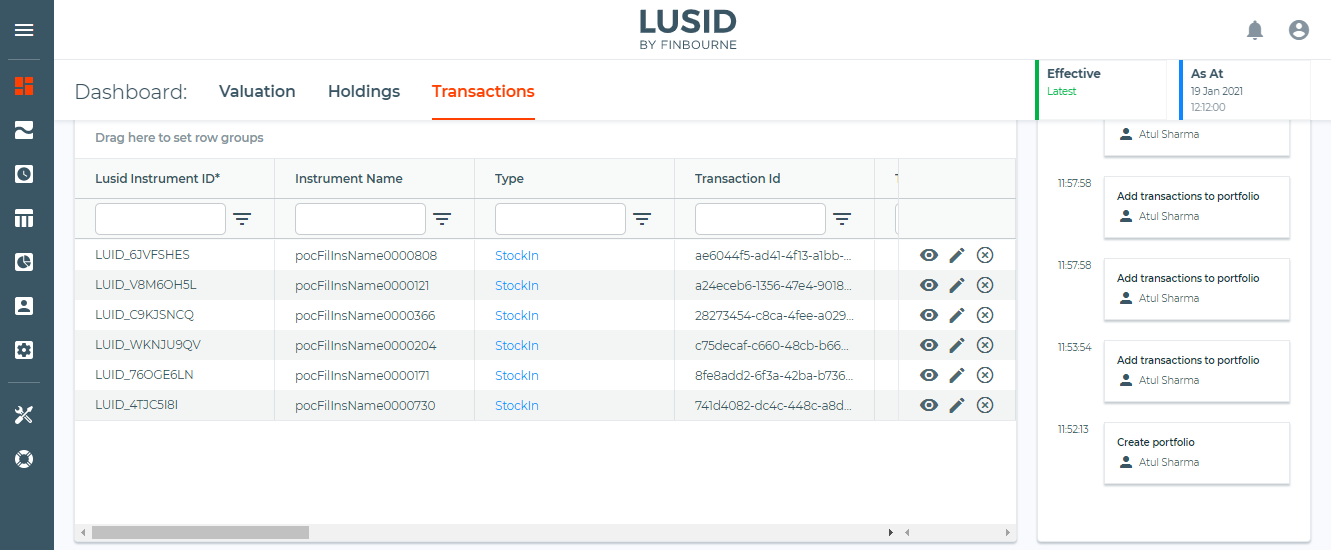 LUSID
BY FINBOURNE
Dashboard: Valuation Holdings Transactions
Effective
Latest
As At
19 Jan 2021
12:12:00
Drag here to set row groups
Lusid Instrument ID* Instrument Name Type Transaction Id
LUID_6JVFSHES pocFilInsName0000808 StockIn ae6044f5-ad41-4f13-a1bb-...
LUID_V8M6OH5L pocFilInsName0000121 StockIn a24eceb6-1356-47e4-9018...
LUID_C9KJSNCQ pocFilInsName0000366 StockIn 28273454-c8ca-4fee-a029...
LUID_WKNJU9QV pocFilInsName0000204 StockIn c75decaf-c660-48cb-b66...
LUID_76OGE6LN pocFilInsName0000171 StockIn 8fe8add2-6f3a-42ba-b736...
LUID_4TJC5I8I pocFilInsName0000730 StockIn 741d4082-dc4c-448c-a8d...
Atul Sharma
11:57:58
Add transactions to portfolio
Atul Sharma
11:57:58
Add transactions to portfolio
Atul Sharma
11:53:54
Add transactions to portfolio
Atul Sharma
11:52:13
Create portfolio
Atul Sharma